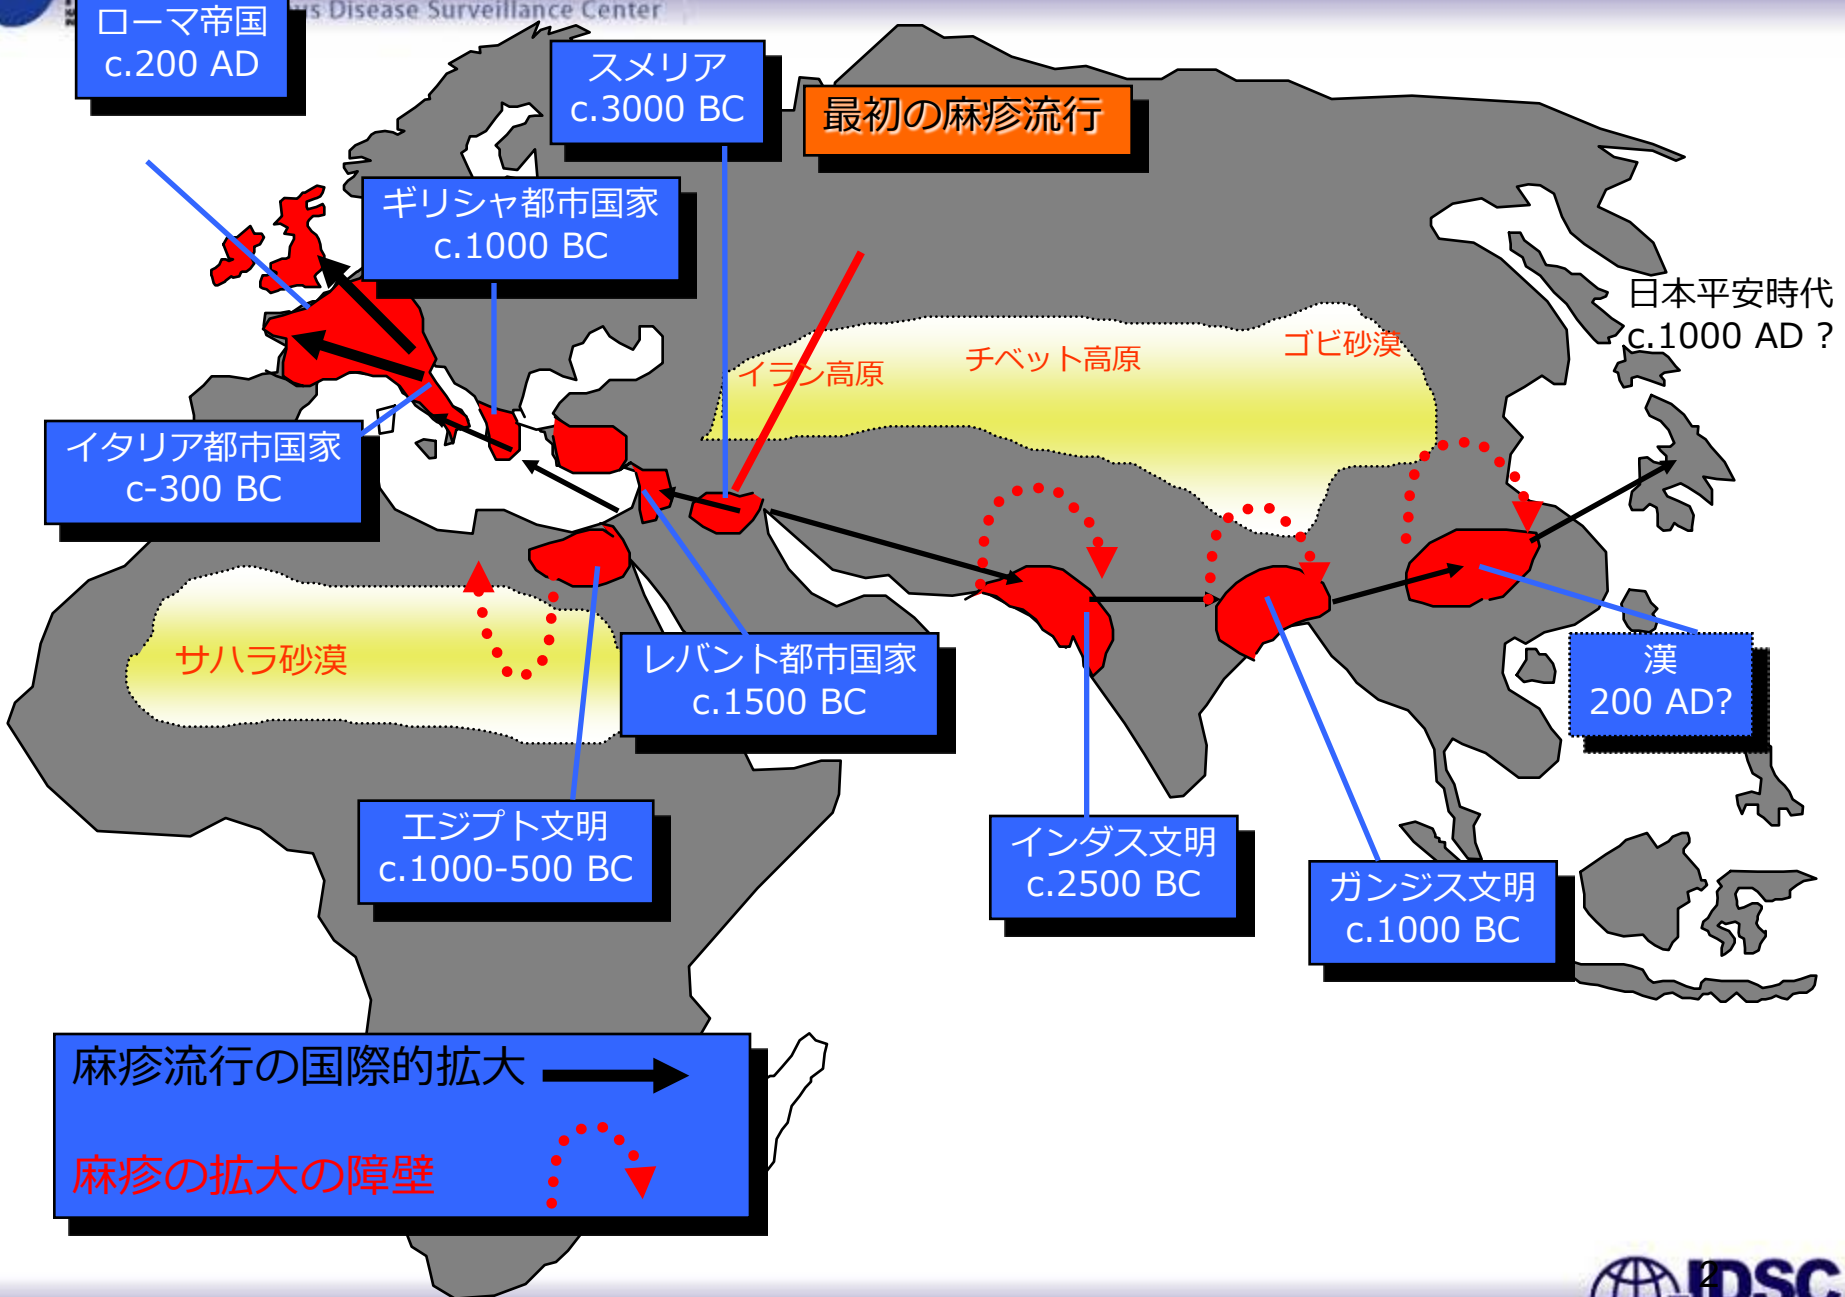 us Disease Surveillance Center
ローマ帝国
c.200 AD
スメリア
c.3000 BC
最初の麻疹流行
ギリシャ都市国家
c.1000 BC
日本平安時代
c.1000 AD ?
イラン高原
チベット高原
ゴビ砂漠
イタリア都市国家
c-300 BC
サハラ砂漠
レバント都市国家
c.1500 BC
漢
200 AD?
エジプト文明
c.1000-500 BC
インダス文明
c.2500 BC
ガンジス文明
c.1000 BC
麻疹流行の国際的拡大
麻疹の拡大の障壁
2
IDSC